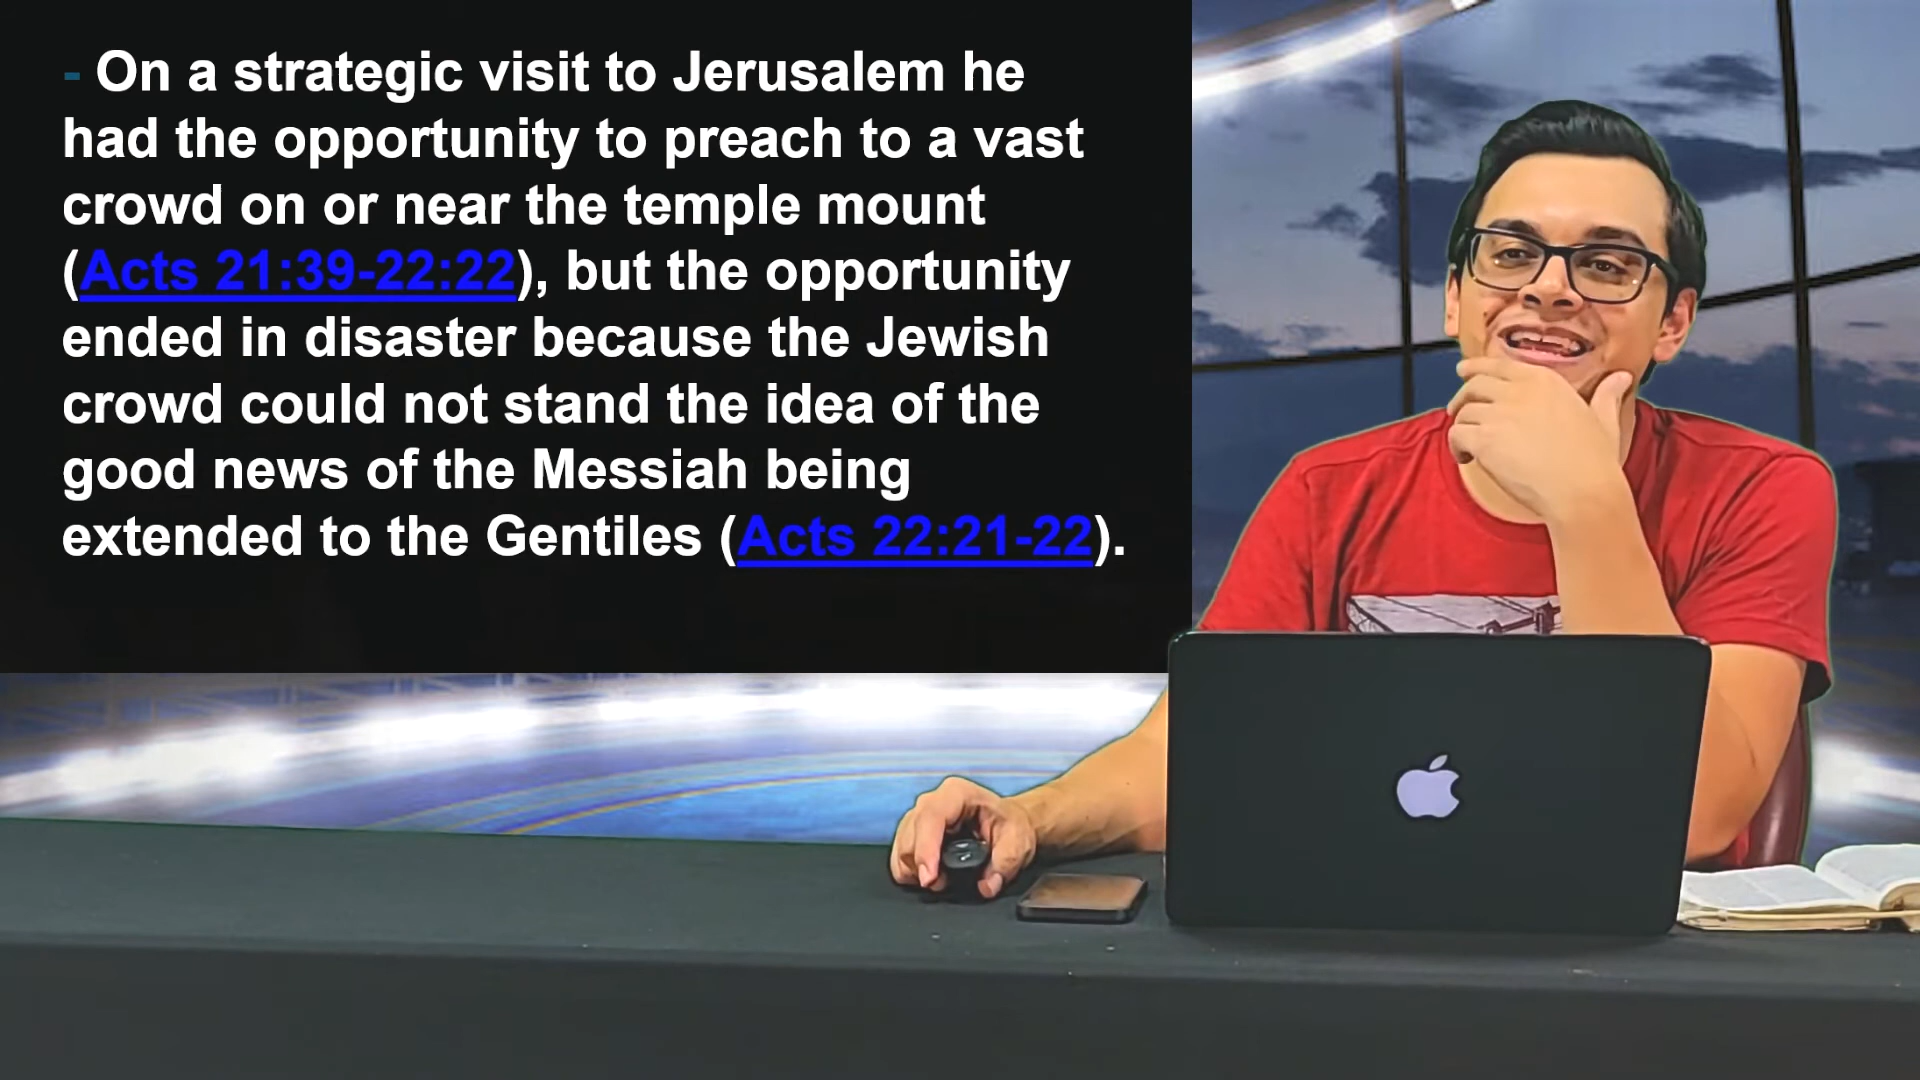 - On a strategic visit to Jerusalem he
had the opportunity to preach to a vast
crowd on or near the temple mount
(Acts 21:39-22:22), but the opportunity
ended in disaster because the Jewish
crowd could not stand the idea of the
good news of the Messiah being
extended to the Gentiles (Acts 22:21-22).